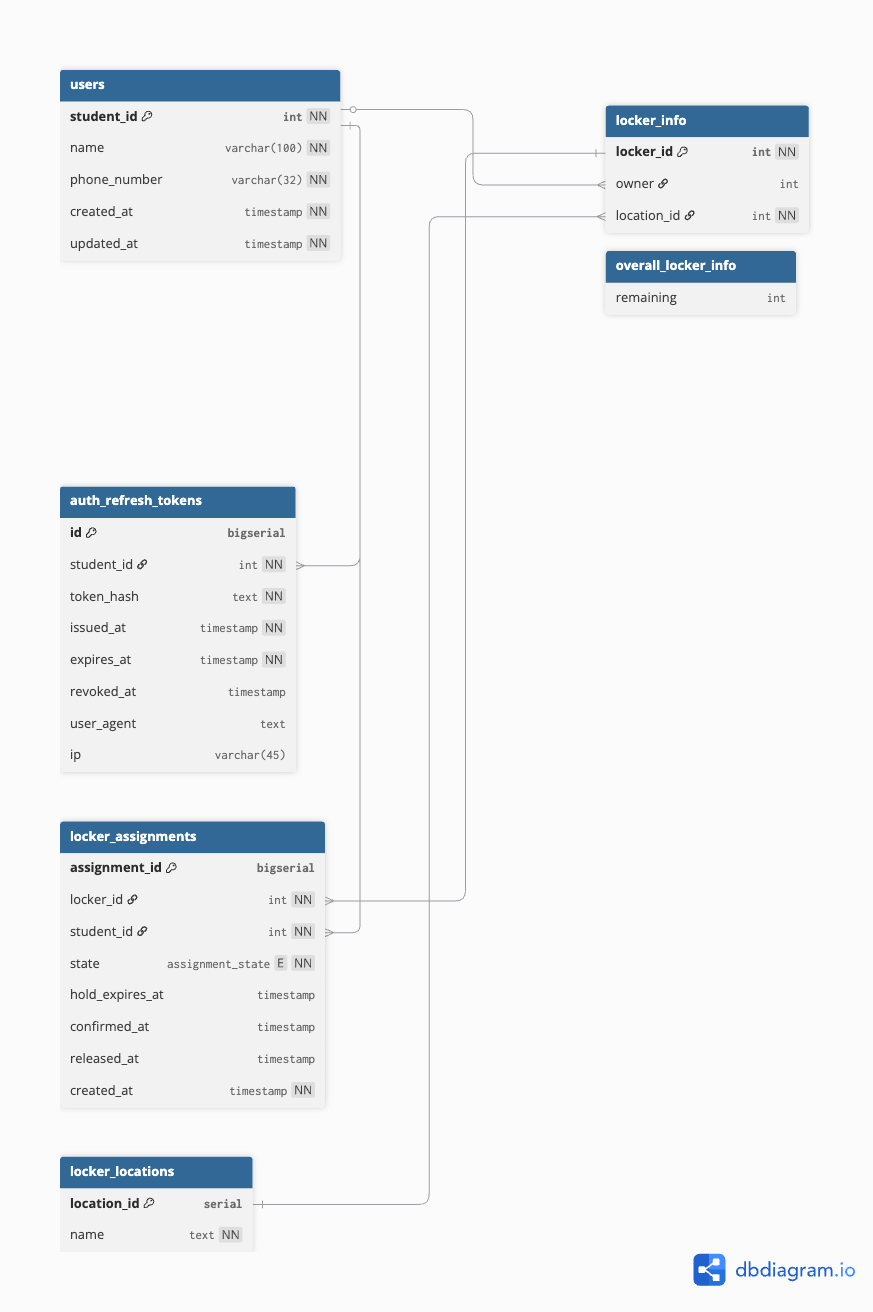 users
student_id int NN
name varchar(100) NN
phone_number varchar(32) NN
created_at timestamp NN
updated_at timestamp NN
locker_info
locker_id int NN
owner int
location_id int NN
overall_locker_info
remaining int
auth_refresh_tokens
id bigserial
student_id int NN
token_hash text NN
issued_at timestamp NN
expires_at timestamp NN
revoked_at timestamp
user_agent text
ip varchar(45)
locker_assignments
assignment_id bigserial
locker_id int NN
student_id int NN
state assignment_state E NN
hold_expires_at timestamp
confirmed_at timestamp
released_at timestamp
created_at timestamp NN
locker_locations
location_id serial
name text NN
dbdiagram.io